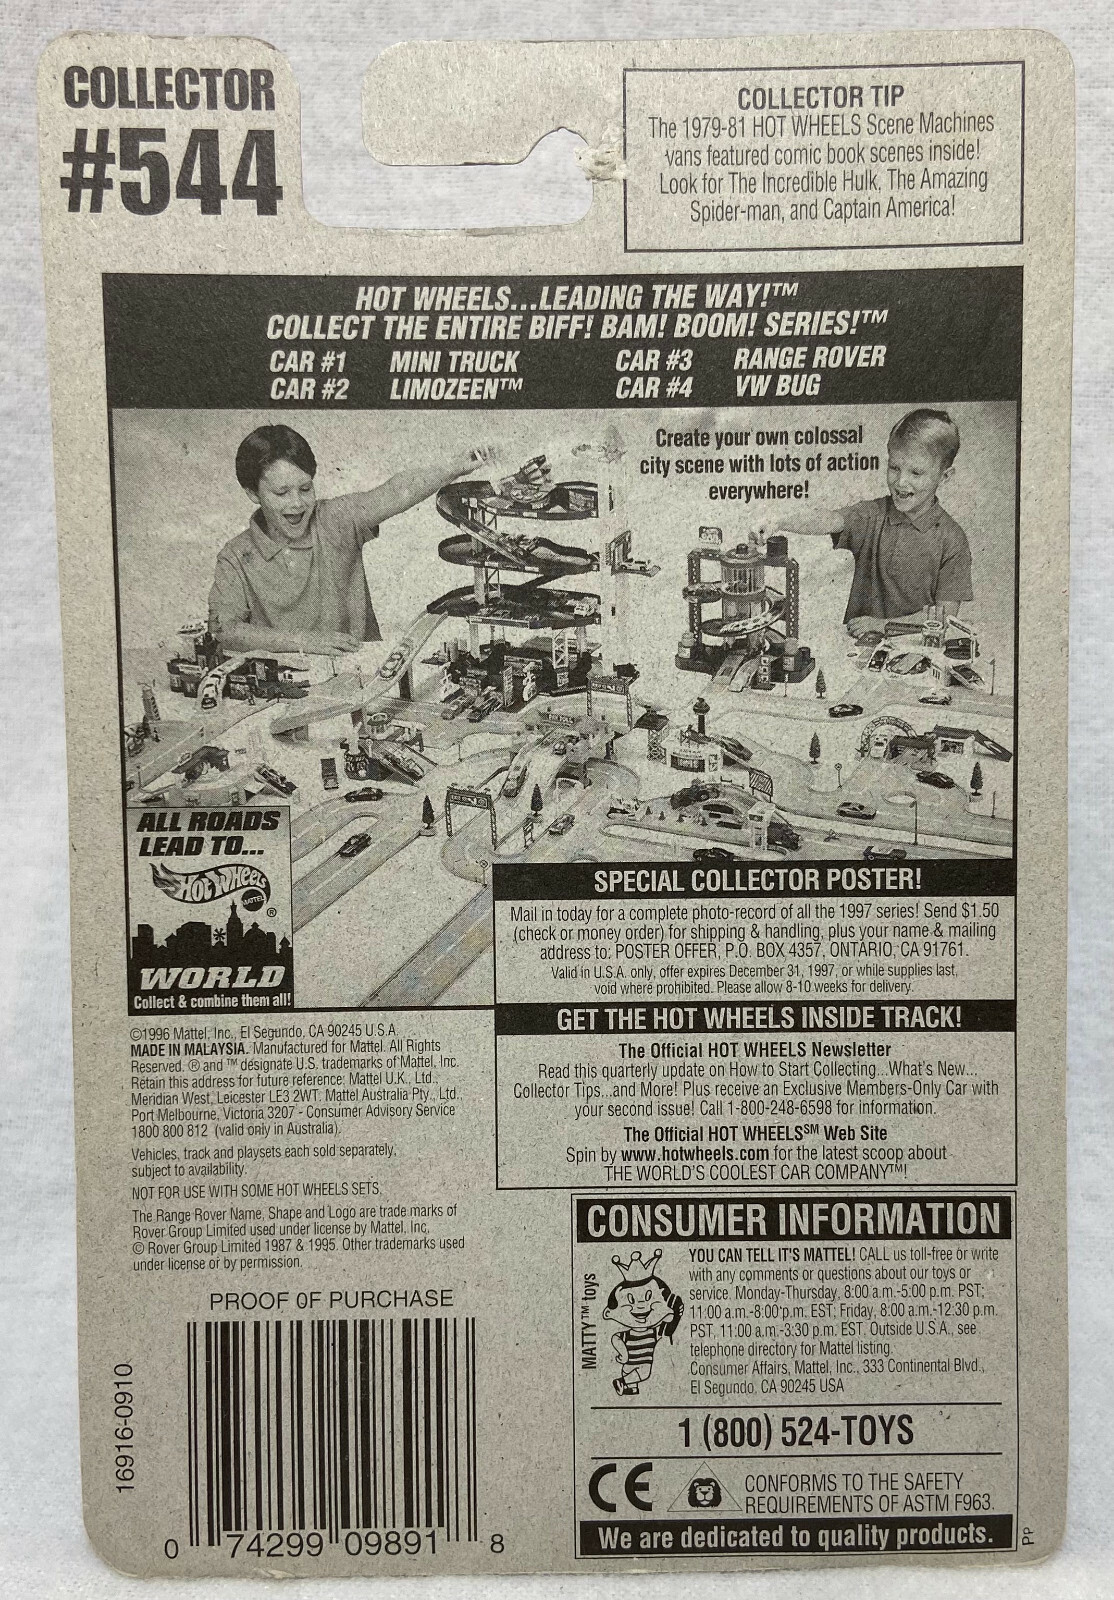 COLLECTOR
#544
COLLECTOR TIP
The 1979-81 HOT WHEELS Scene Machines
vans featured comic book scenes inside!
Look for The Incredible Hulk, The Amazing
Spider-man, and Captain America!
HOT WHEELS...LEADING THE WAY!™
COLLECT THE ENTIRE BIFF! BAM! BOOM! SERIES!™
CAR #1 MINI TRUCK CAR #3 RANGE ROVER
CAR #2 LIMOZEEN™ CAR #4 VW BUG
Create your own colossal
city scene with lots of action
everywhere!
ALL ROADS
LEAD TO...
HOT WHEELS
MATTEL
®
WORLD
Collect & combine them all!
SPECIAL COLLECTOR POSTER!
Mail in today for a complete photo-record of all the 1997 series! Send $1.50
(check or money order) for shipping & handling, plus your name & mailing
address to: POSTER OFFER, P.O. BOX 4357, ONTARIO, CA 91761.
Valid in U.S.A. only, offer expires December 31, 1997, or while supplies last,
void where prohibited. Please allow 8-10 weeks for delivery.
GET THE HOT WHEELS INSIDE TRACK!
The Official HOT WHEELS Newsletter
Read this quarterly update on How to Start Collecting...What's New...
Collector Tips...and More! Plus receive an Exclusive Members-Only Car with
your second issue! Call 1-800-248-6598 for information.
The Official HOT WHEELS℠ Web Site
Spin by www.hotwheels.com for the latest scoop about
THE WORLD'S COOLEST CAR COMPANY™!
©1996 Mattel, Inc., El Segundo, CA 90245 U.S.A.
MADE IN MALAYSIA. Manufactured for Mattel. All Rights
Reserved. ® and ™ designate U.S. trademarks of Mattel, Inc.
Retain this address for future reference: Mattel U.K., Ltd.,
Meridian West, Leicester LE3 2WT. Mattel Australia Pty., Ltd.,
Port Melbourne, Victoria 3207 - Consumer Advisory Service
1800 800 812 (valid only in Australia).
Vehicles, track and playsets each sold separately,
subject to availability.
NOT FOR USE WITH SOME HOT WHEELS SETS.
The Range Rover Name, Shape and Logo are trade marks of
Rover Group Limited used under license by Mattel, Inc.
© Rover Group Limited 1987 & 1995. Other trademarks used
under license or by permission.
PROOF OF PURCHASE
16916-0910
0 74299 09891 8
CONSUMER INFORMATION
MATTY™ toys
YOU CAN TELL IT'S MATTEL! CALL us toll-free or write
with any comments or questions about our toys or
service. Monday-Thursday, 8:00 a.m.-5:00 p.m. PST;
11:00 a.m.-8:00 p.m. EST; Friday, 8:00 a.m.-12:30 p.m.
PST, 11:00 a.m.-3:30 p.m. EST. Outside U.S.A., see
telephone directory for Mattel listing.
Consumer Affairs, Mattel, Inc., 333 Continental Blvd.,
El Segundo, CA 90245 USA
1 (800) 524-TOYS
CE
CONFORMS TO THE SAFETY
REQUIREMENTS OF ASTM F963.
We are dedicated to quality products.
PP